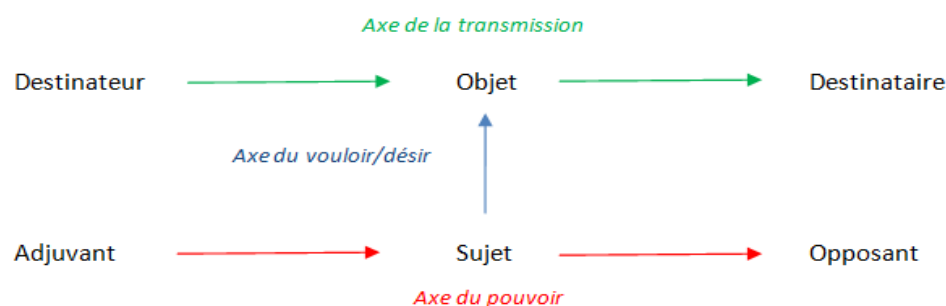 Axe de la transmission
Destinateur Objet Destinataire
Axe du vouloir/désir
Adjuvant Sujet Opposant
Axe du pouvoir